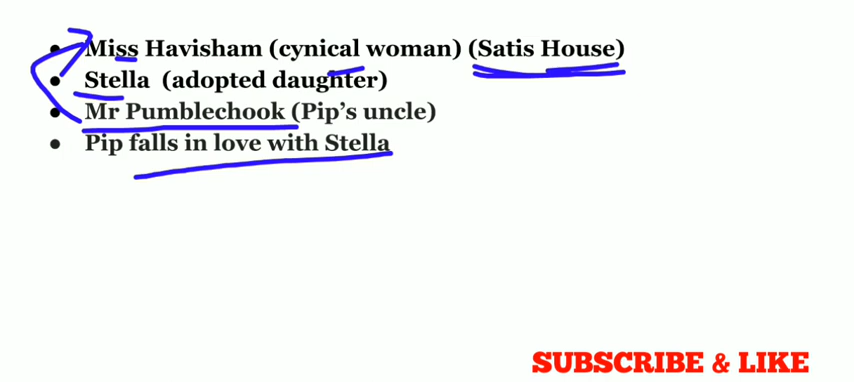 • Miss Havisham (cynical woman) (Satis House)
• Stella (adopted daughter)
• Mr Pumblechook (Pip's uncle)
• Pip falls in love with Stella
SUBSCRIBE & LIKE